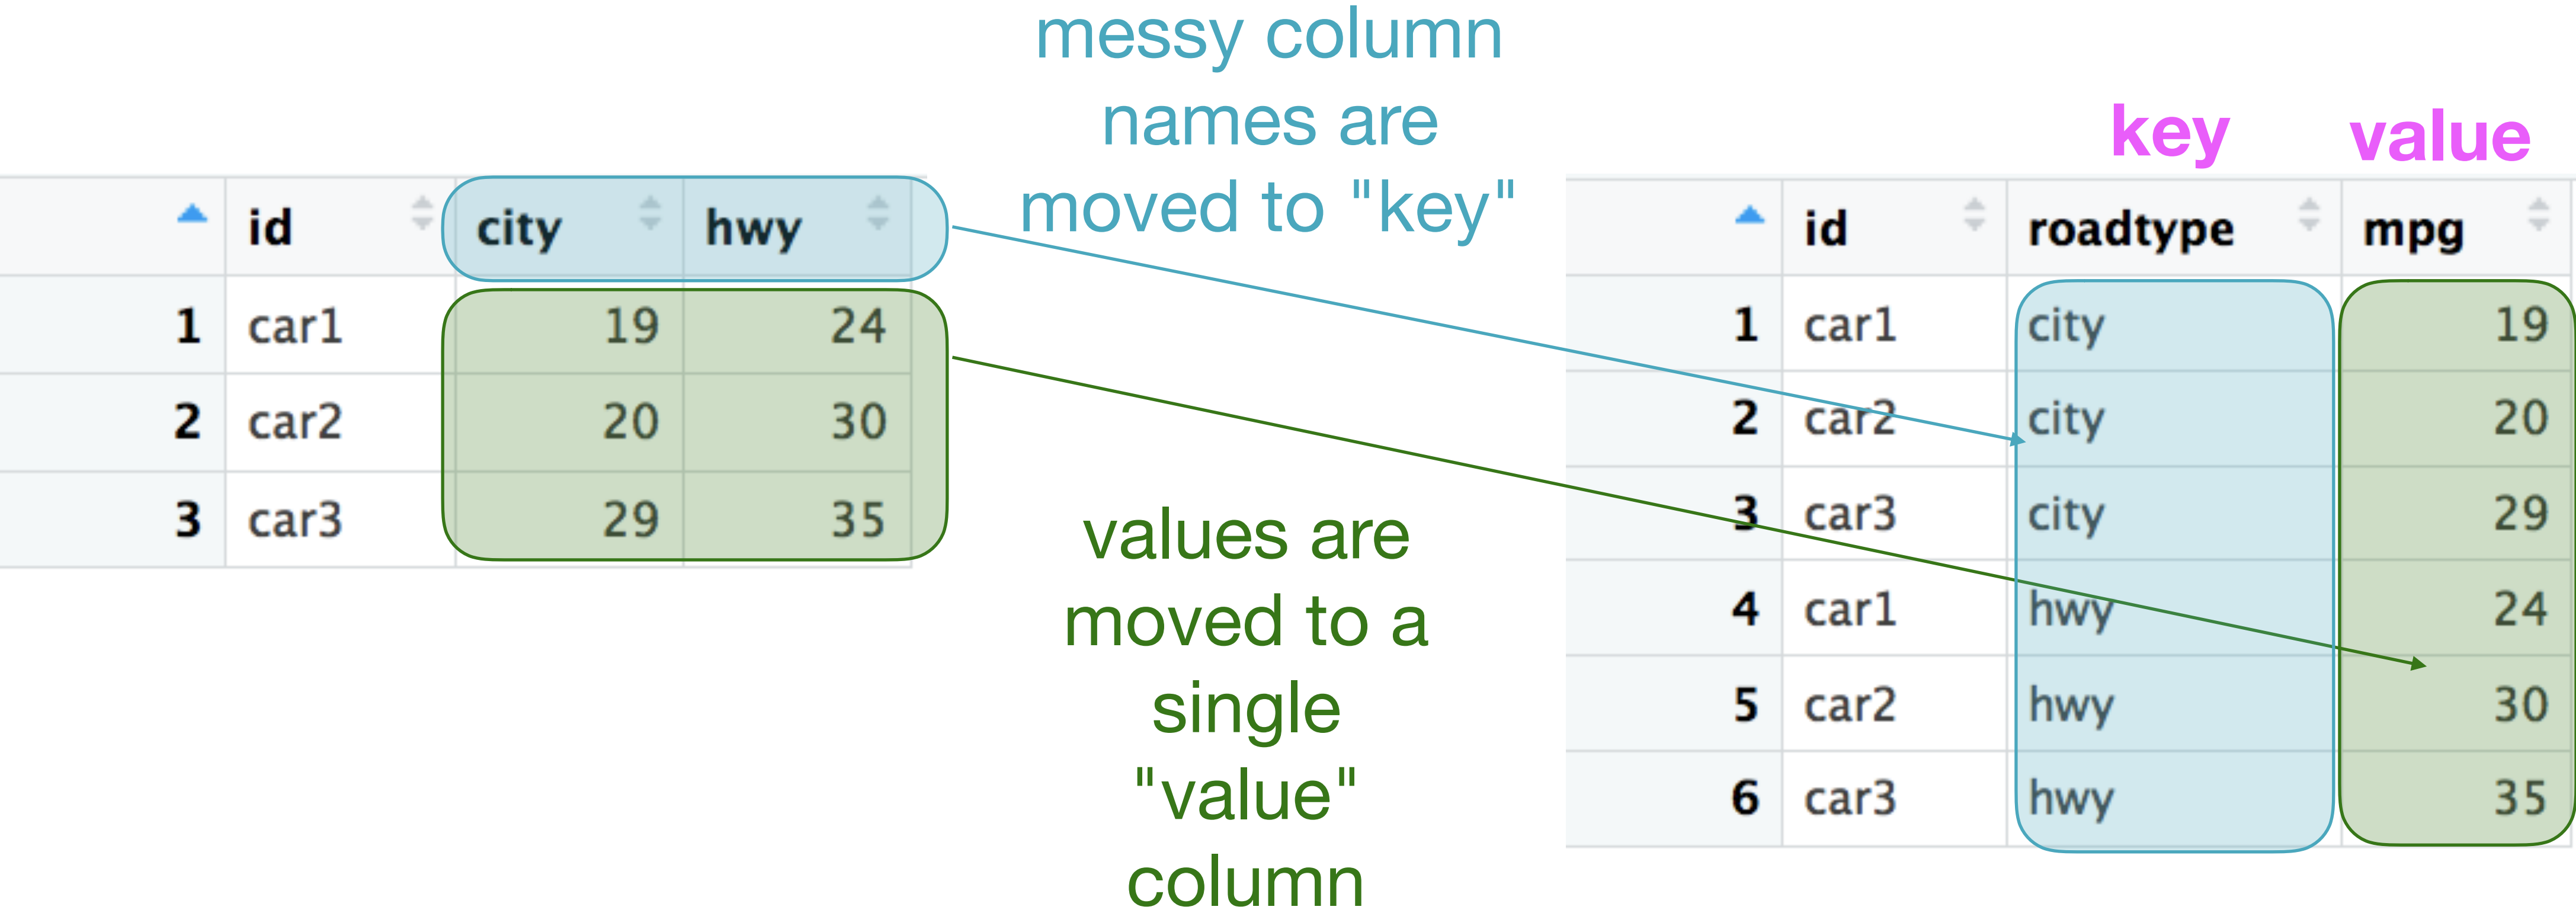 messy column
names are
moved to "key"
id city hwy
1 car1 19 24
2 car2 20 30
3 car3 29 35
values are
moved to a
single
"value"
column
key value
id roadtype mpg
1 car1 city 19
2 car2 city 20
3 car3 city 29
4 car1 hwy 24
5 car2 hwy 30
6 car3 hwy 35